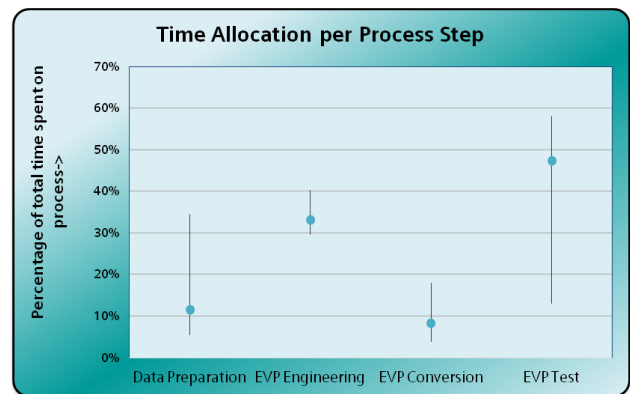 Time Allocation per Process Step
Percentage of total time spent on
process->
70%
60%
50%
40%
30%
20%
10%
0%
Data Preparation
EVP Engineering
EVP Conversion
EVP Test